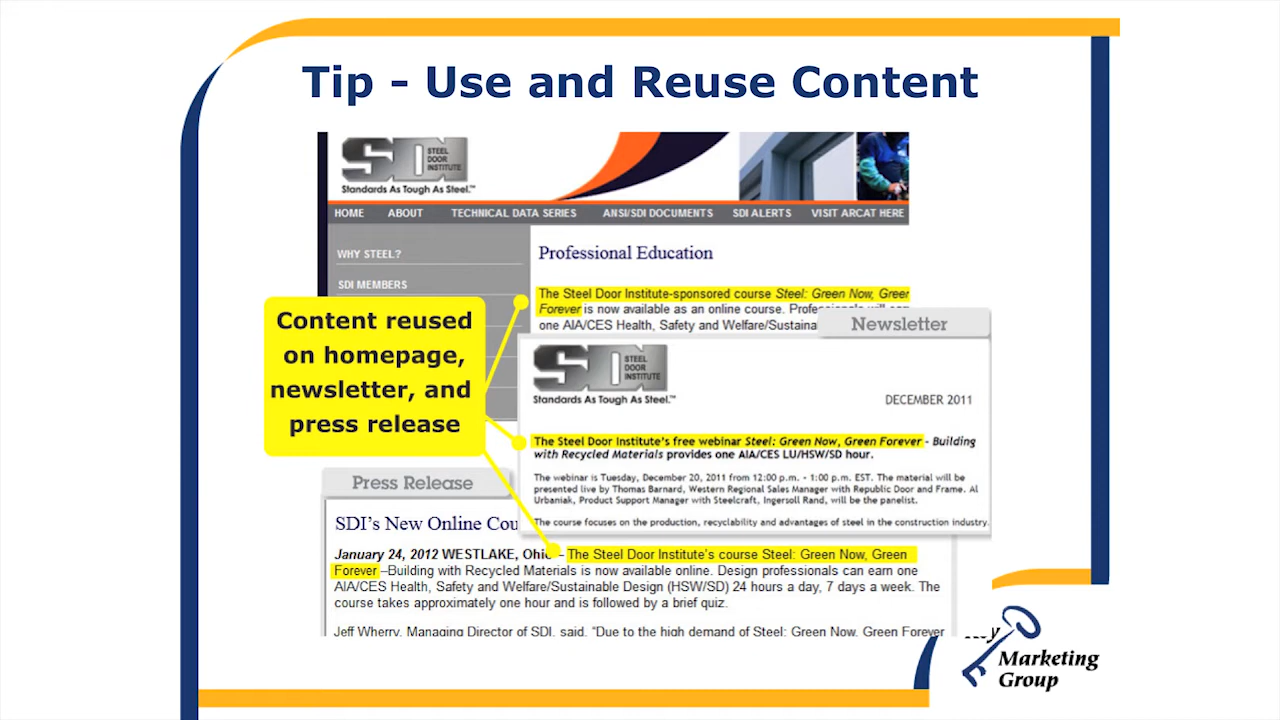 Tip - Use and Reuse Content
SDI STEEL DOOR INSTITUTE
Standards As Tough As Steel.™
HOME ABOUT TECHNICAL DATA SERIES ANSI/SDI DOCUMENTS SDI ALERTS VISIT ARCAT HERE
WHY STEEL?
SDI MEMBERS
Professional Education
The Steel Door Institute-sponsored course Steel: Green Now, Green
Forever is now available as an online course. Professionals will earn
one AIA/CES Health, Safety and Welfare/Sustaina
Content reused
on homepage,
newsletter, and
press release
Newsletter
SDI STEEL DOOR INSTITUTE
Standards As Tough As Steel.™
DECEMBER 2011
The Steel Door Institute's free webinar Steel: Green Now, Green Forever - Building
with Recycled Materials provides one AIA/CES LU/HSW/SD hour.
The webinar is Tuesday, December 20, 2011 from 12:00 p.m. - 1:00 p.m. EST. The material will be
presented live by Thomas Barnard, Western Regional Sales Manager with Republic Door and Frame. Al
Urbaniak, Product Support Manager with Steelcraft, Ingersoll Rand, will be the panelist.
The course focuses on the production, recyclability and advantages of steel in the construction industry.
Press Release
SDI's New Online Cou
January 24, 2012 WESTLAKE, Ohio – The Steel Door Institute's course Steel: Green Now, Green
Forever –Building with Recycled Materials is now available online. Design professionals can earn one
AIA/CES Health, Safety and Welfare/Sustainable Design (HSW/SD) 24 hours a day, 7 days a week. The
course takes approximately one hour and is followed by a brief quiz.
Jeff Wherry, Managing Director of SDI, said, "Due to the high demand of Steel: Green Now, Green Forever
Marketing
Group